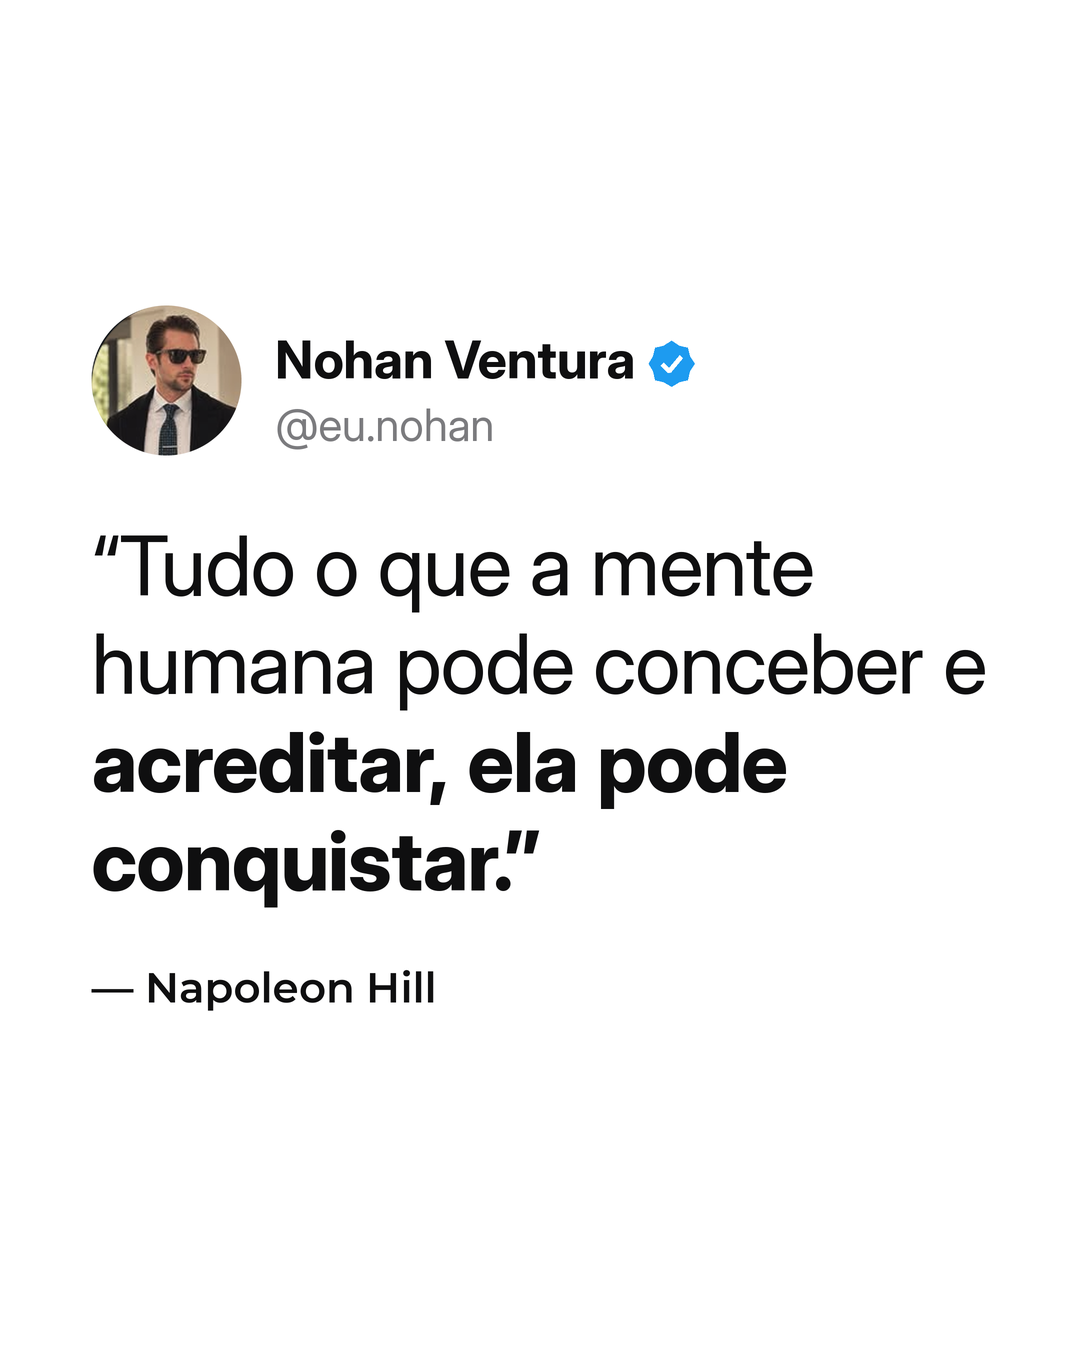 Nohan Ventura
@eu.nohan
“Tudo o que a mente
humana pode conceber e
acreditar, ela pode
conquistar.”
— Napoleon Hill